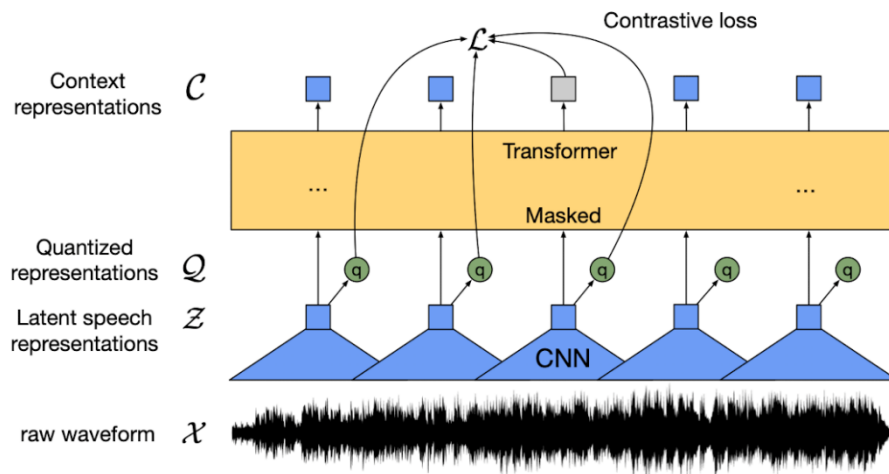 Contrastive loss
ℒ
Context
representations
𝒞
Transformer
...
...
Masked
Quantized
representations
𝒬
q
q
q
q
q
Latent speech
representations
𝒵
CNN
raw waveform
𝒳